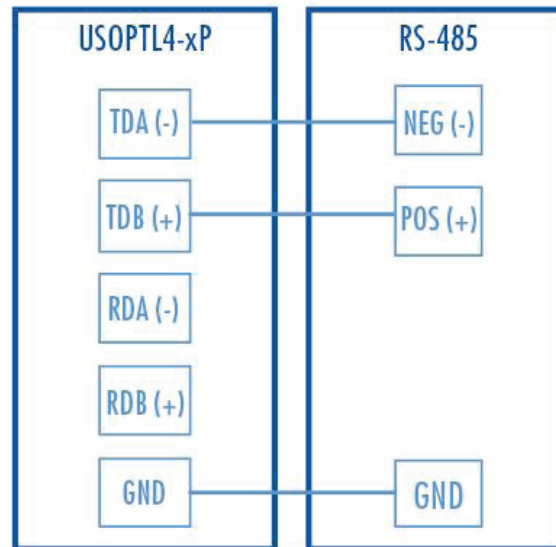 USOPTL4-xP
TDA (-)
TDB (+)
RDA (-)
RDB (+)
GND
RS-485
NEG (-)
POS (+)
GND